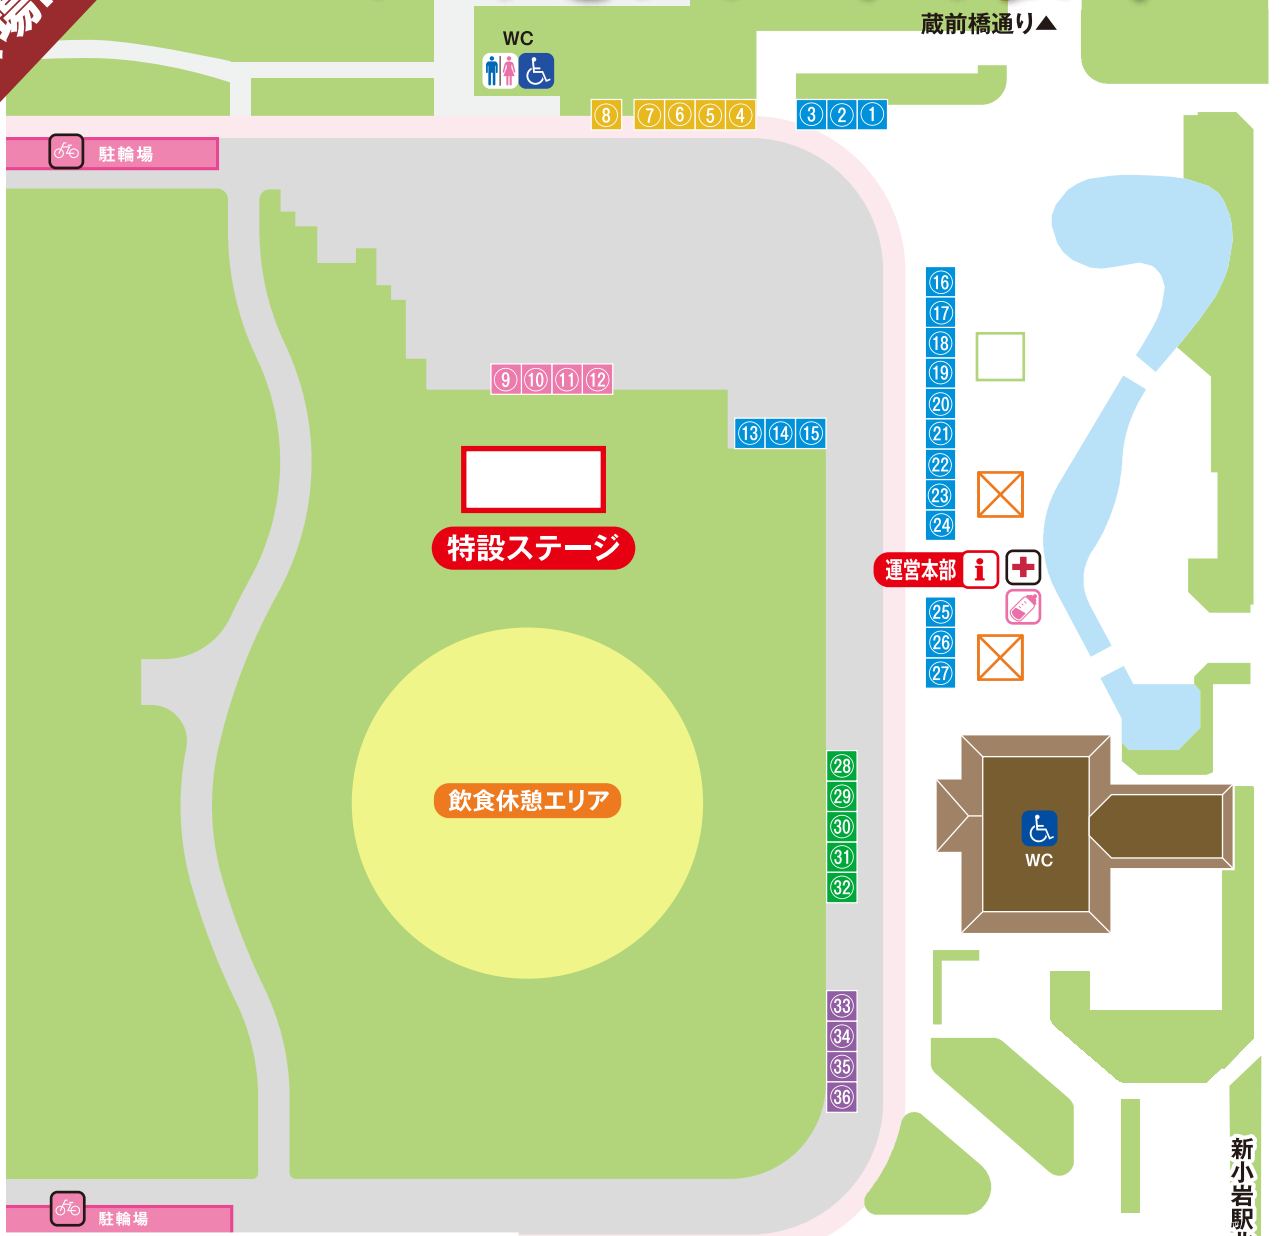 場
蔵前橋通り▲
WC
⑧ ⑦ ⑥ ⑤ ④ ③ ② ①
駐輪場
⑯
⑰
⑱
⑲
⑳
㉑
㉒
㉓
㉔
⑨ ⑩ ⑪ ⑫
⑬ ⑭ ⑮
特設ステージ
運営本部 i
㉕
㉖
㉗
飲食休憩エリア
㉘
㉙
㉚
㉛
㉜
WC
㉝
㉞
㉟
㊱
新小岩駅
駐輪場